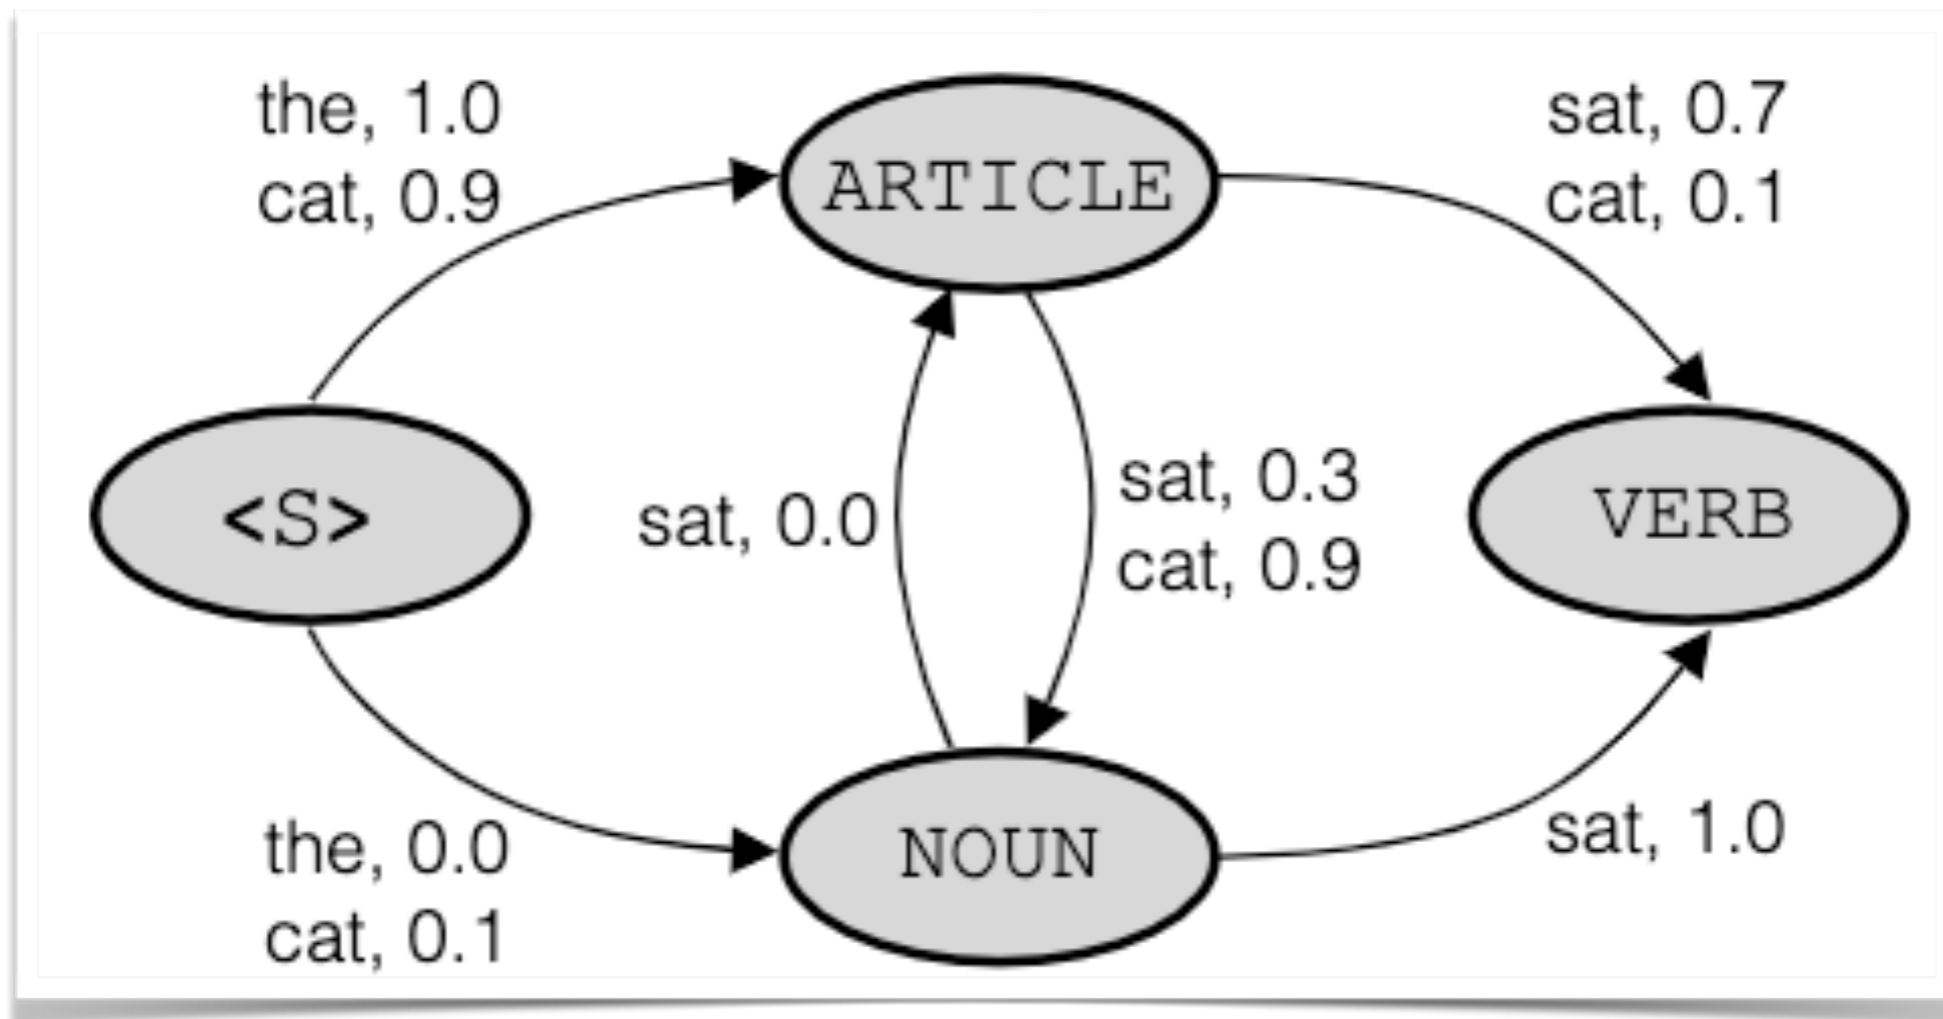 the, 1.0
cat, 0.9
ARTICLE
sat, 0.7
cat, 0.1
<S>
sat, 0.0
sat, 0.3
cat, 0.9
VERB
the, 0.0
cat, 0.1
NOUN
sat, 1.0